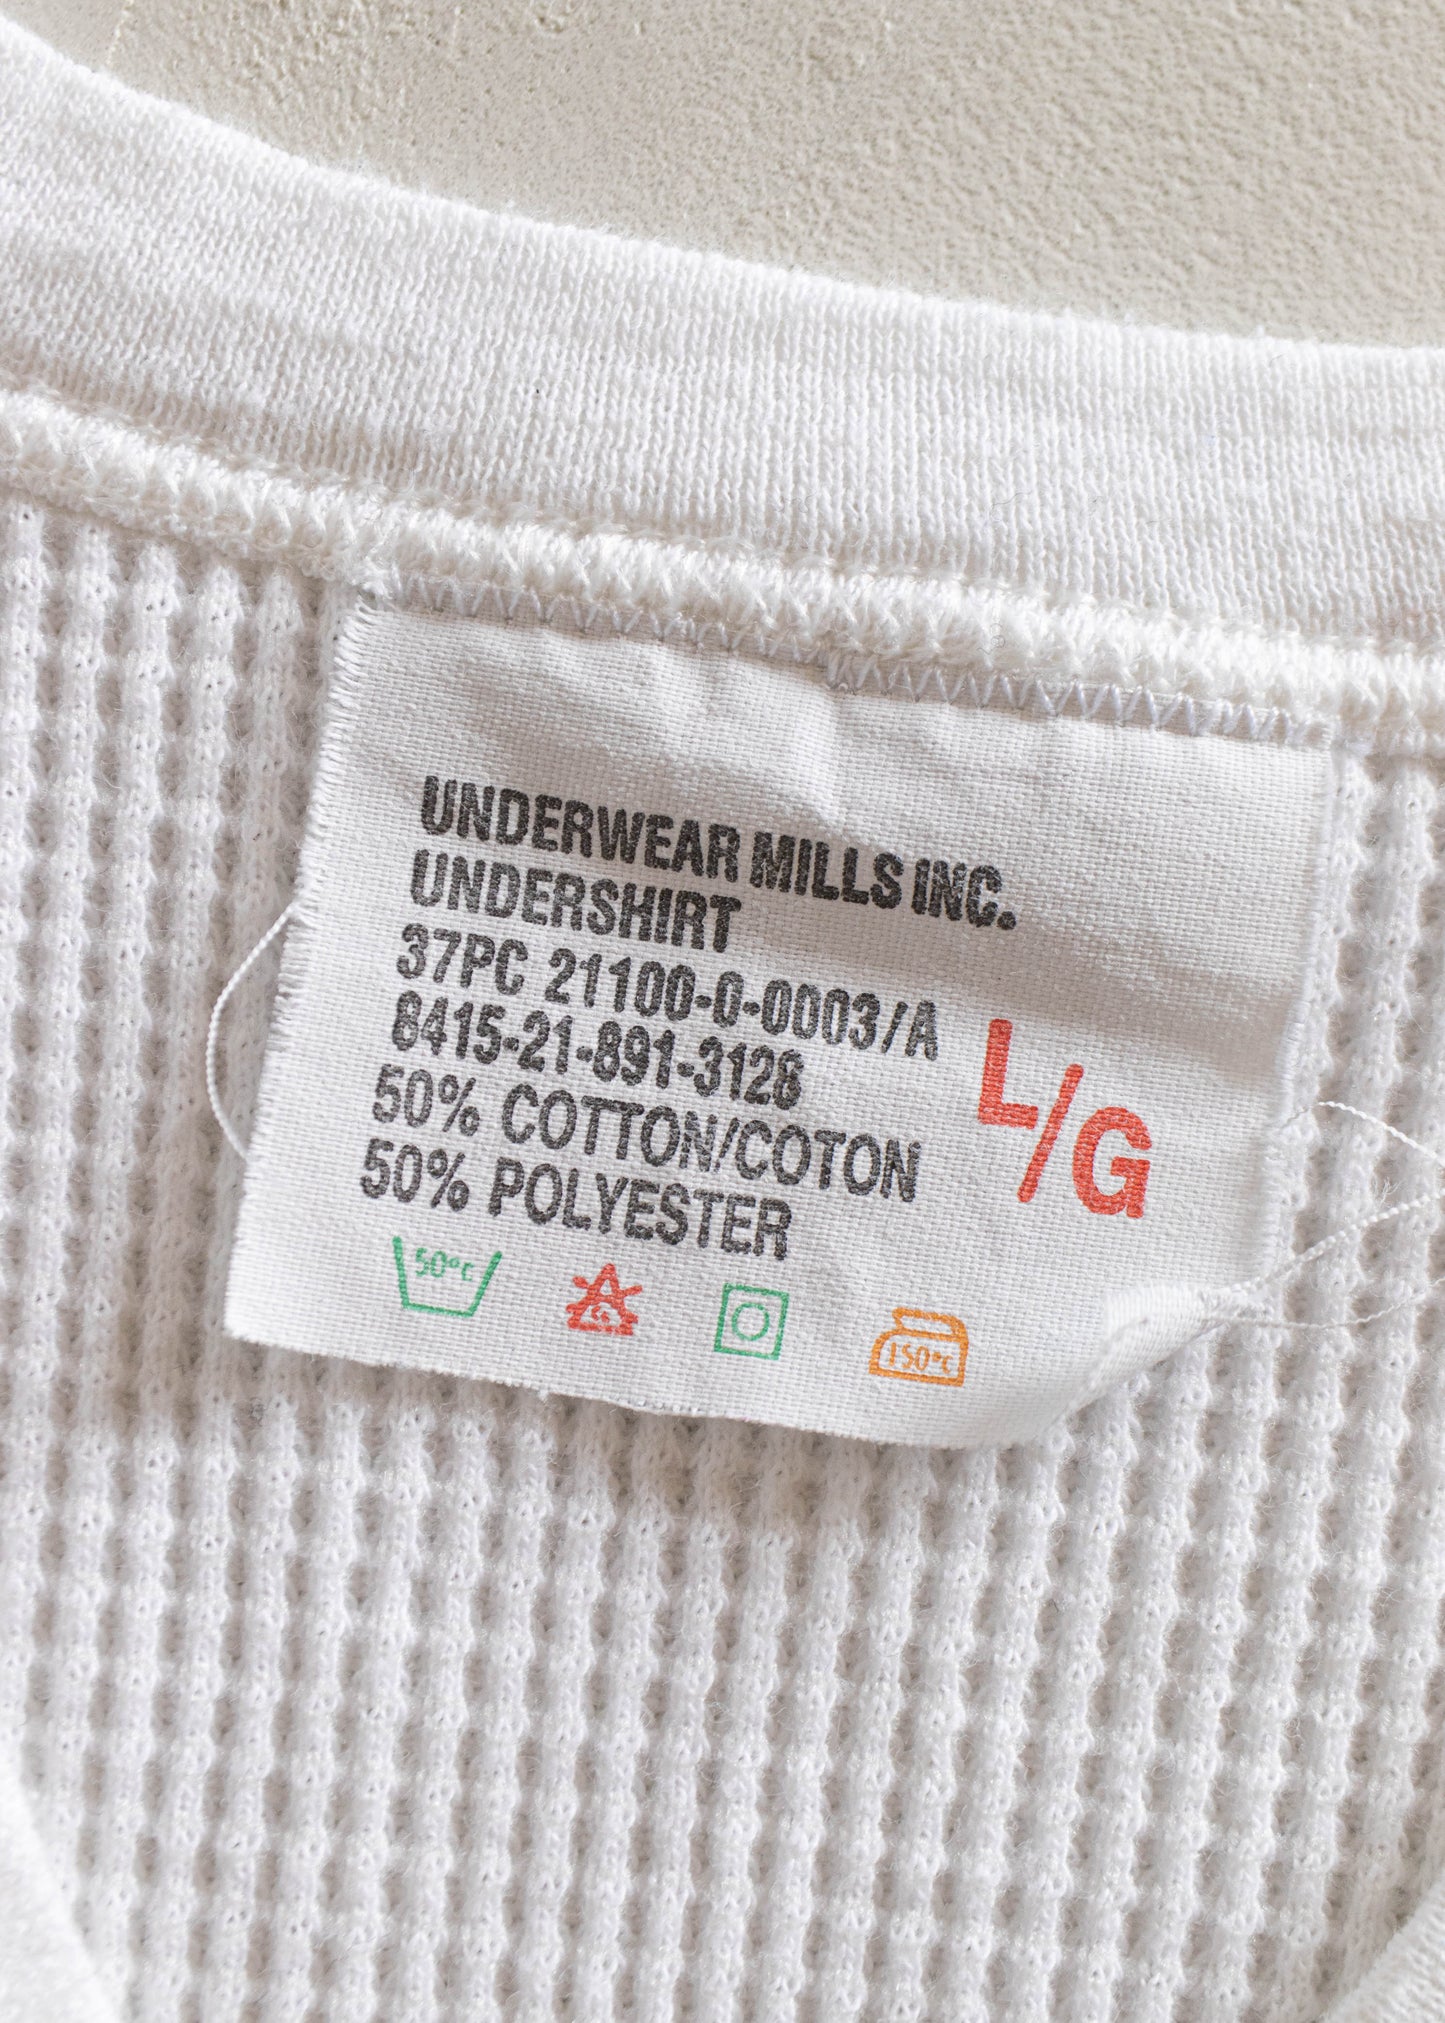 UNDERWEAR MILLS INC.
UNDERSHIRT
37PC 21100-0-0003/A
8415-21-891-3128
50% COTTON/COTON
50% POLYESTER
L/G
50°C
150°C